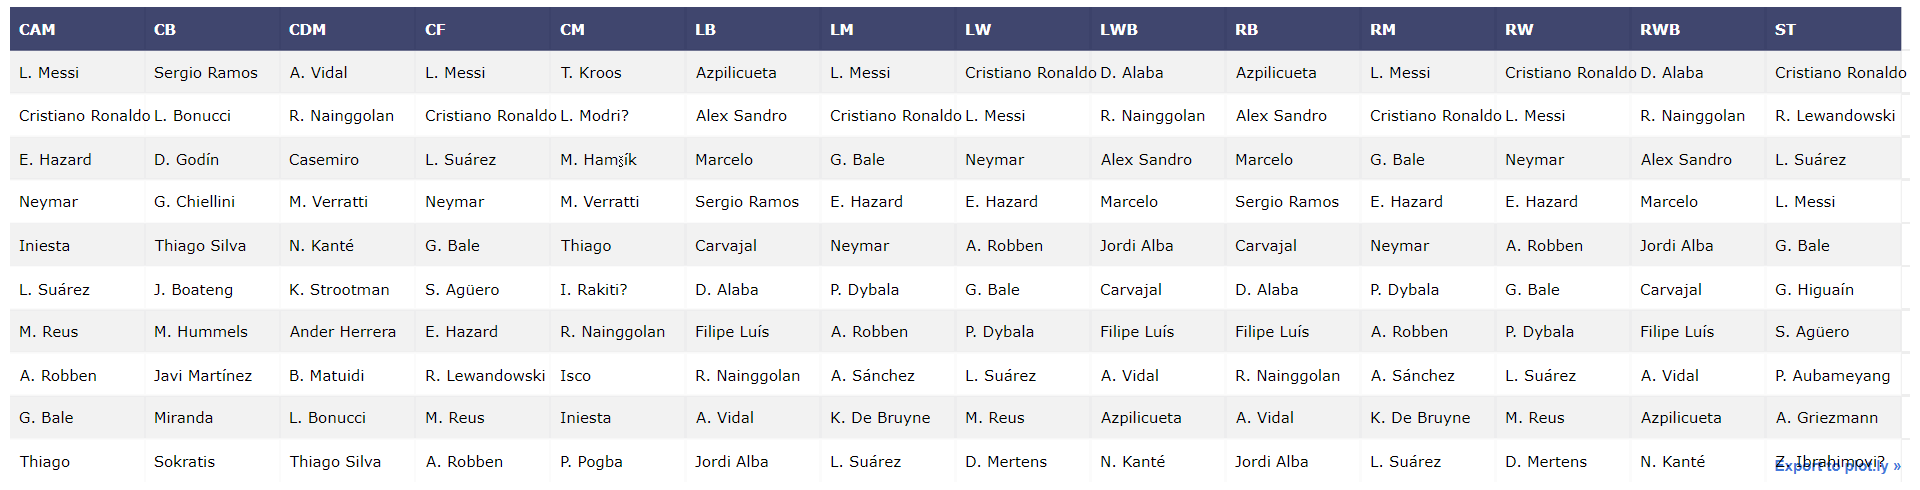 CAM CB CDM CF CM LB LM LW LWB RB RM RW RWB ST
L. Messi Sergio Ramos A. Vidal L. Messi T. Kroos Azpilicueta L. Messi Cristiano Ronaldo D. Alaba Azpilicueta L. Messi Cristiano Ronaldo D. Alaba Cristiano Ronaldo
Cristiano Ronaldo L. Bonucci R. Nainggolan Cristiano Ronaldo L. Modri? Alex Sandro Cristiano Ronaldo L. Messi R. Nainggolan Alex Sandro Cristiano Ronaldo L. Messi R. Nainggolan R. Lewandowski
E. Hazard D. Godín Casemiro L. Suárez M. Hamšík Marcelo G. Bale Neymar Alex Sandro Marcelo G. Bale Neymar Alex Sandro L. Suárez
Neymar G. Chiellini M. Verratti Neymar M. Verratti Sergio Ramos E. Hazard E. Hazard Marcelo Sergio Ramos E. Hazard E. Hazard Marcelo L. Messi
Iniesta Thiago Silva N. Kanté G. Bale Thiago Carvajal Neymar A. Robben Jordi Alba Carvajal Neymar A. Robben Jordi Alba G. Bale
L. Suárez J. Boateng K. Strootman S. Agüero I. Rakiti? D. Alaba P. Dybala G. Bale Carvajal D. Alaba P. Dybala G. Bale Carvajal G. Higuaín
M. Reus M. Hummels Ander Herrera E. Hazard R. Nainggolan Filipe Luís A. Robben P. Dybala Filipe Luís Filipe Luís A. Robben P. Dybala Filipe Luís S. Agüero
A. Robben Javi Martínez B. Matuidi R. Lewandowski Isco R. Nainggolan A. Sánchez L. Suárez A. Vidal R. Nainggolan A. Sánchez L. Suárez A. Vidal P. Aubameyang
G. Bale Miranda L. Bonucci M. Reus Iniesta A. Vidal K. De Bruyne M. Reus Azpilicueta A. Vidal K. De Bruyne M. Reus Azpilicueta A. Griezmann
Thiago Sokratis Thiago Silva A. Robben P. Pogba Jordi Alba L. Suárez D. Mertens N. Kanté Jordi Alba L. Suárez D. Mertens N. Kanté Z. Ibrahimovi?
Export to plot.ly »